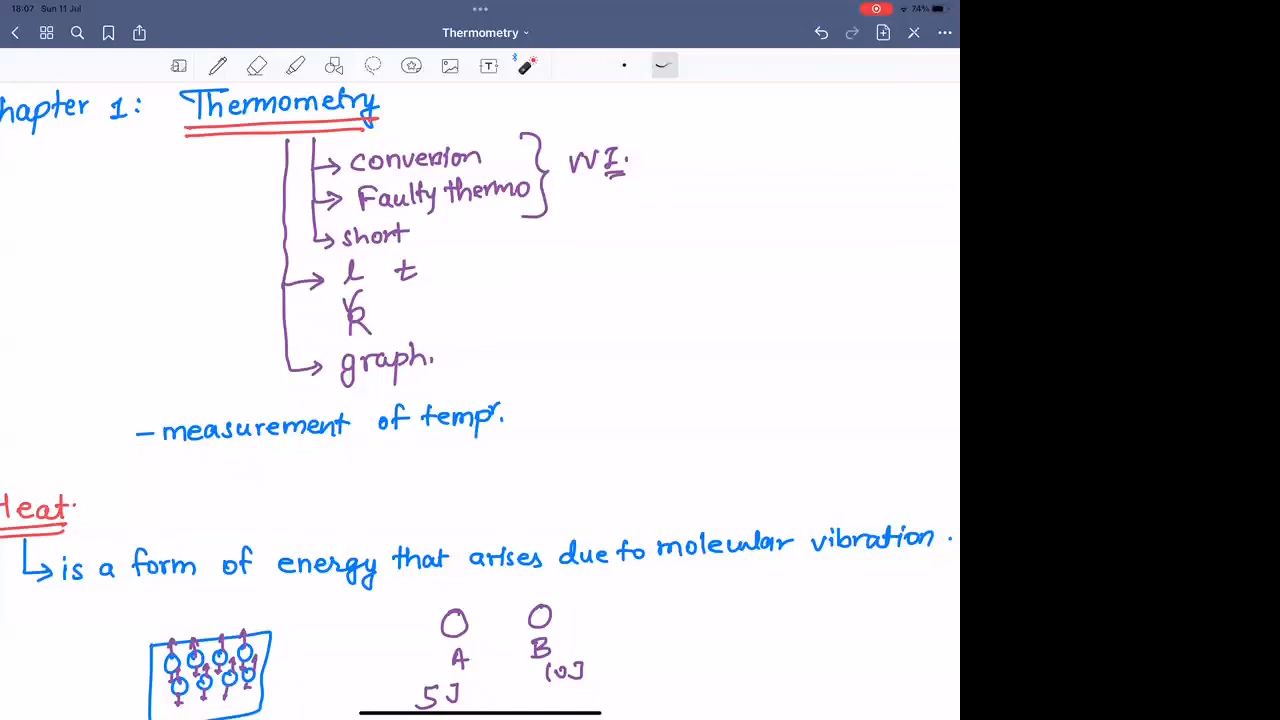 18:07 Sun 11 Jul
74%
Thermometry
hapter 1: Thermometry
conversion
Faulty thermo
VV I.
short
l t
R
graph.
– measurement of tempr.
Heat.
is a form of energy that arises due to molecular vibration.
A B
5J 10J